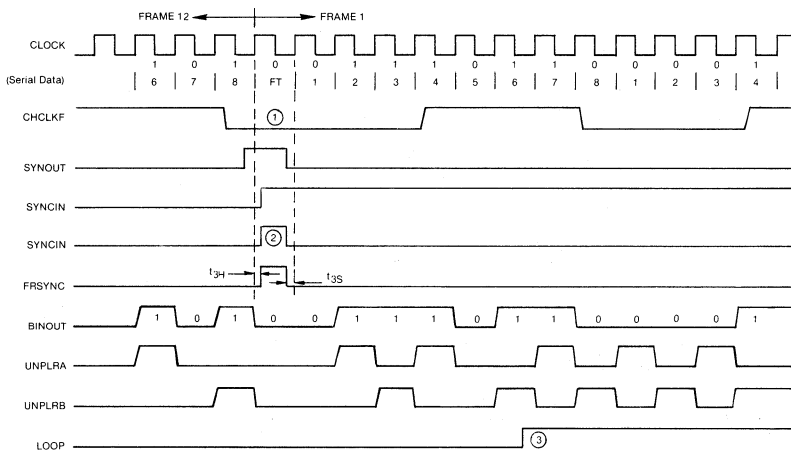 FRAME 12 FRAME 1
CLOCK
1 0 1 0 0 1 1 1 0 1 1 0 0 0 0 1
(Serial Data) | 6 | 7 | 8 | FT | 1 | 2 | 3 | 4 | 5 | 6 | 7 | 8 | 1 | 2 | 3 | 4
CHCLKF ①
SYNOUT
SYNCIN
SYNCIN ②
t3H t3S
FRSYNC
BINOUT 1 0 1 0 0 1 1 1 0 1 1 0 0 0 0 1
UNPLRA
UNPLRB
LOOP ③